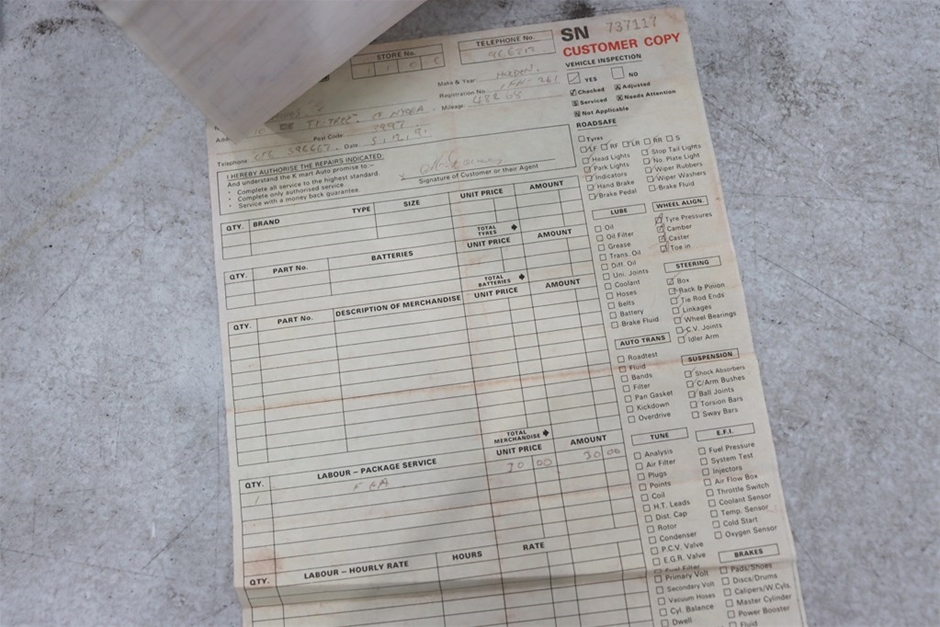 STORE No.
1 1 0
TELEPHONE No.
SN 737117
CUSTOMER COPY
VEHICLE INSPECTION
YES NO
Checked Adjusted
Serviced Needs Attention
Not Applicable
Make & Year
Registration No.
Mileage
Post Code
Telephone Date
I HEREBY AUTHORISE THE REPAIRS INDICATED
And understand the K mart Auto promise to:-
• Complete all service to the highest standard.
• Complete only authorised service.
• Service with a money back guarantee.
Signature of Customer or their Agent
QTY. BRAND TYPE SIZE UNIT PRICE AMOUNT
TOTAL TYRES
QTY. PART No. BATTERIES UNIT PRICE AMOUNT
TOTAL BATTERIES
QTY. PART No. DESCRIPTION OF MERCHANDISE UNIT PRICE AMOUNT
TOTAL MERCHANDISE
QTY. LABOUR – PACKAGE SERVICE UNIT PRICE AMOUNT
1 30 00 30 00
QTY. LABOUR – HOURLY RATE HOURS RATE
ROADSAFE
Tyres
LF RF LR RR S
Head Lights
Park Lights
Indicators
Hand Brake
Brake Pedal
Stop Tail Lights
No. Plate Light
Wiper Rubbers
Wiper Washers
Brake Fluid
LUBE
Oil
Oil Filter
Grease
Trans. Oil
Diff. Oil
Uni. Joints
Coolant
Hoses
Belts
Battery
Brake Fluid
WHEEL ALIGN.
Tyre Pressures
Camber
Caster
Toe in
STEERING
Box
Rack & Pinion
Tie Rod Ends
Linkages
Wheel Bearings
C.V. Joints
Idler Arm
AUTO TRANS
Roadtest
Fluid
Bands
Filter
Pan Gasket
Kickdown
Overdrive
SUSPENSION
Shock Absorbers
C/Arm Bushes
Ball Joints
Torsion Bars
Sway Bars
TUNE
Analysis
Air Filter
Plugs
Points
Coil
H.T. Leads
Dist. Cap
Rotor
Condenser
P.C.V. Valve
E.G.R. Valve
Fuel Filter
Primary Volt
Secondary Volt
Vacuum Hoses
Cyl. Balance
Dwell
E.F.I.
Fuel Pressure
System Test
Injectors
Air Flow Box
Throttle Switch
Coolant Sensor
Temp. Sensor
Cold Start
Oxygen Sensor
BRAKES
Pads/Shoes
Discs/Drums
Calipers/W.Cyls.
Master Cylinder
Power Booster
Fluid